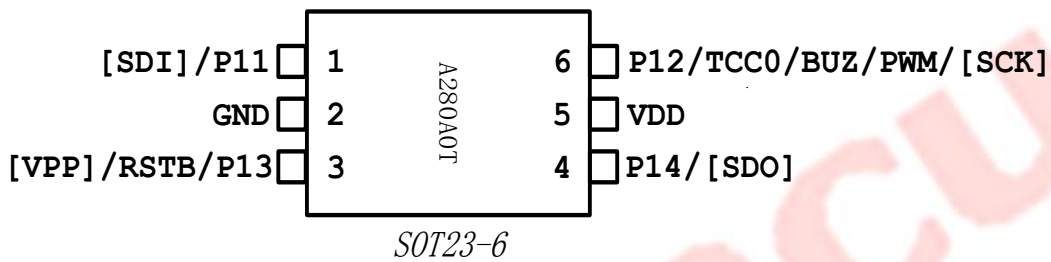 [SDI]/P11 1 6 P12/TCC0/BUZ/PWM/[SCK]
GND 2 5 VDD
[VPP]/RSTB/P13 3 4 P14/[SDO]
A280A0T
SOT23-6